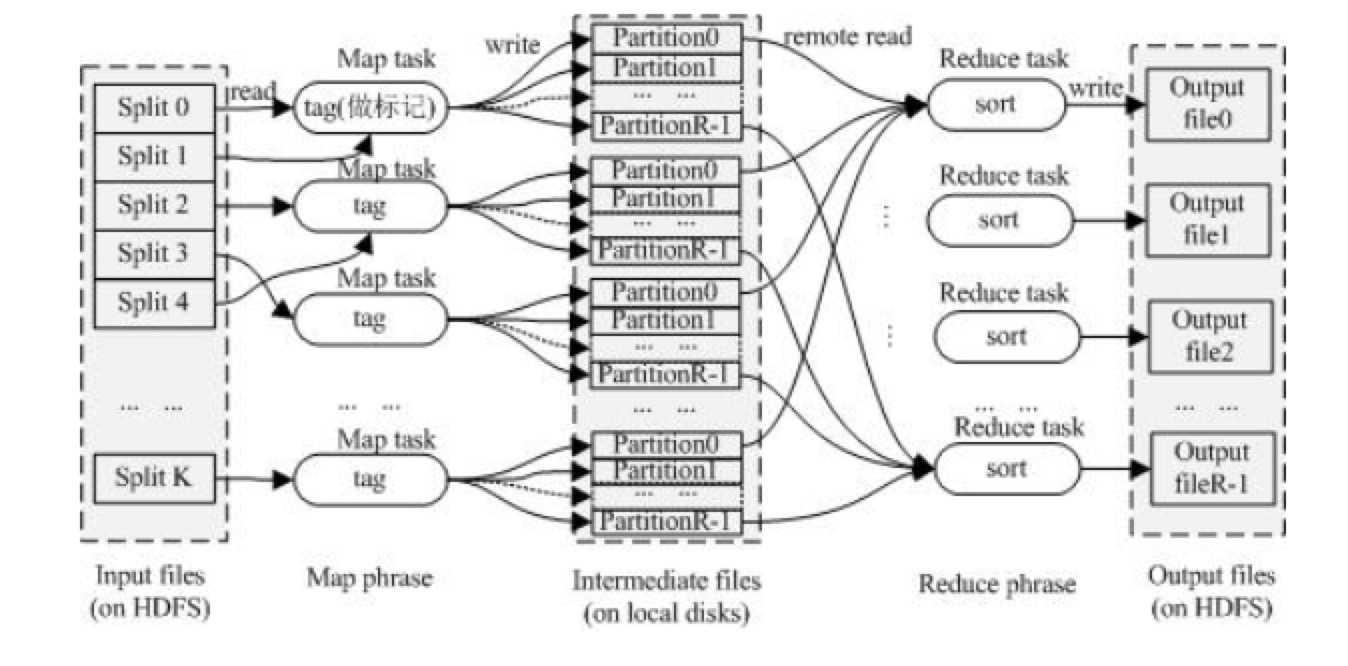 Split 0
Split 1
Split 2
Split 3
Split 4
... ...
Split K
Input files
(on HDFS)
read
Map task
tag(做标记)
Map task
tag
Map task
tag
... ...
Map task
tag
Map phrase
write
Partition0
Partition1
... ...
PartitionR-1
Partition0
Partition1
... ...
PartitionR-1
Partition0
Partition1
... ...
PartitionR-1
... ...
Partition0
Partition1
... ...
PartitionR-1
Intermediate files
(on local disks)
remote read
Reduce task
sort
Reduce task
sort
Reduce task
sort
... ...
Reduce task
sort
Reduce phrase
write
Output
file0
Output
file1
Output
file2
... ...
Output
fileR-1
Output files
(on HDFS)